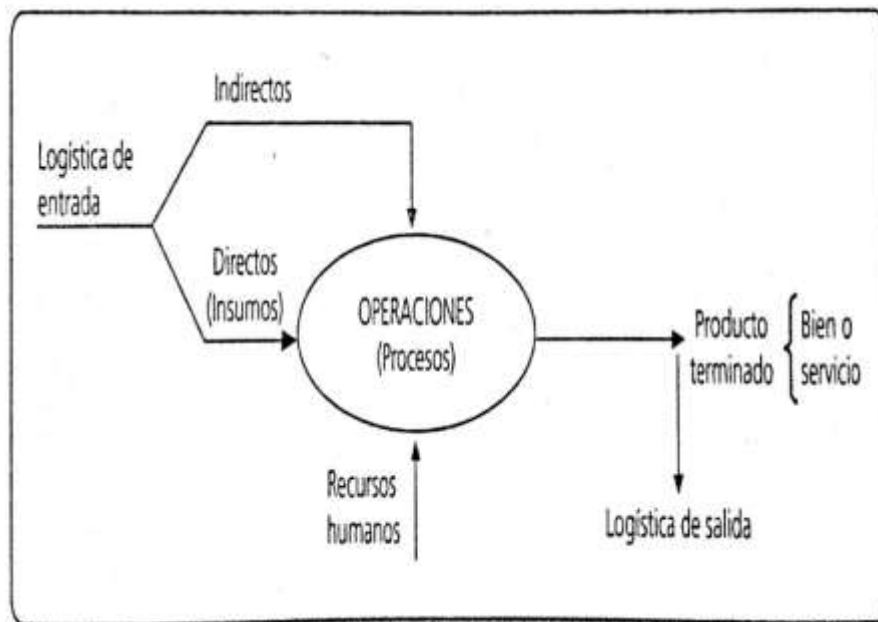 Indirectos
Logística de
entrada
Directos
(Insumos)
OPERACIONES
(Procesos)
Producto
terminado
Bien o
servicio
Recursos
humanos
Logística de salida